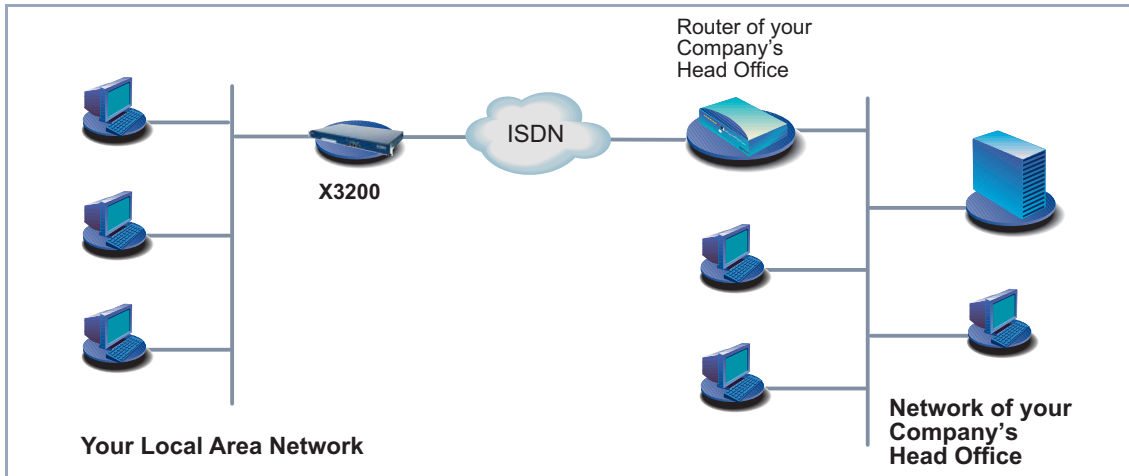 Router of your
Company's
Head Office
ISDN
X3200
Your Local Area Network
Network of your
Company's
Head Office